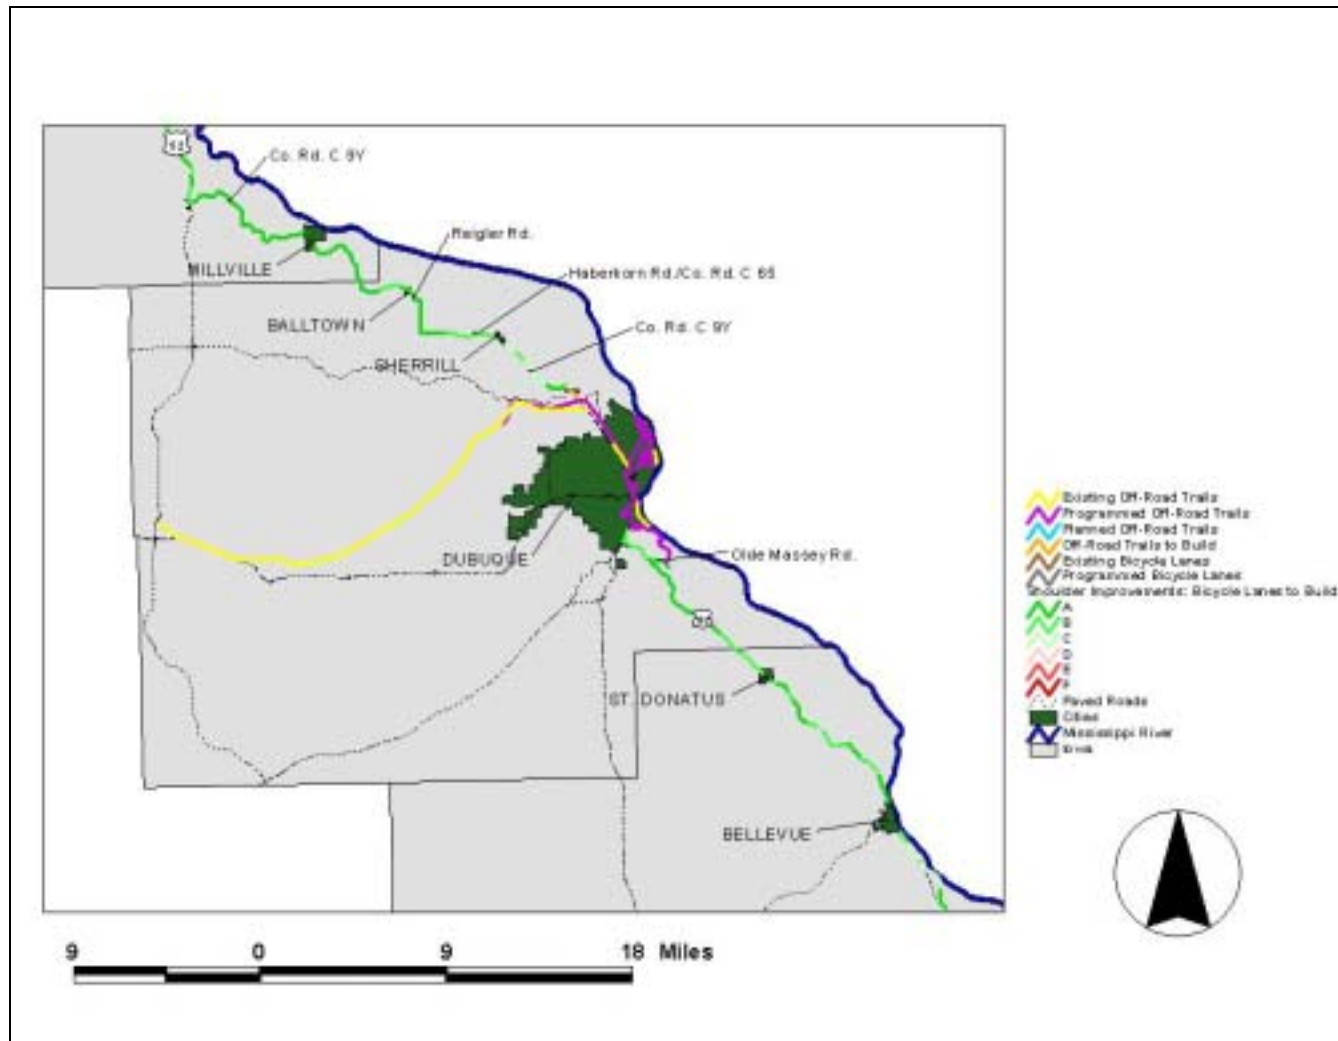 52
Co. Rd. C 9Y
Reigler Rd.
MILLVILLE
Haberkorn Rd./Co. Rd. C 65
BALLTOWN
Co. Rd. C 9Y
SHERRILL
DUBUQUE
Olde Massey Rd.
ST. DONATUS
BELLEVUE
Existing Off-Road Trails
Programmed Off-Road Trails
Planned Off-Road Trails
Off-Road Trails to Build
Existing Bicycle Lanes
Programmed Bicycle Lanes
Shoulder Improvements: Bicycle Lanes to Build
A
B
C
D
E
F
Paved Roads
Cities
Mississippi River
Iowa
9 0 9 18 Miles